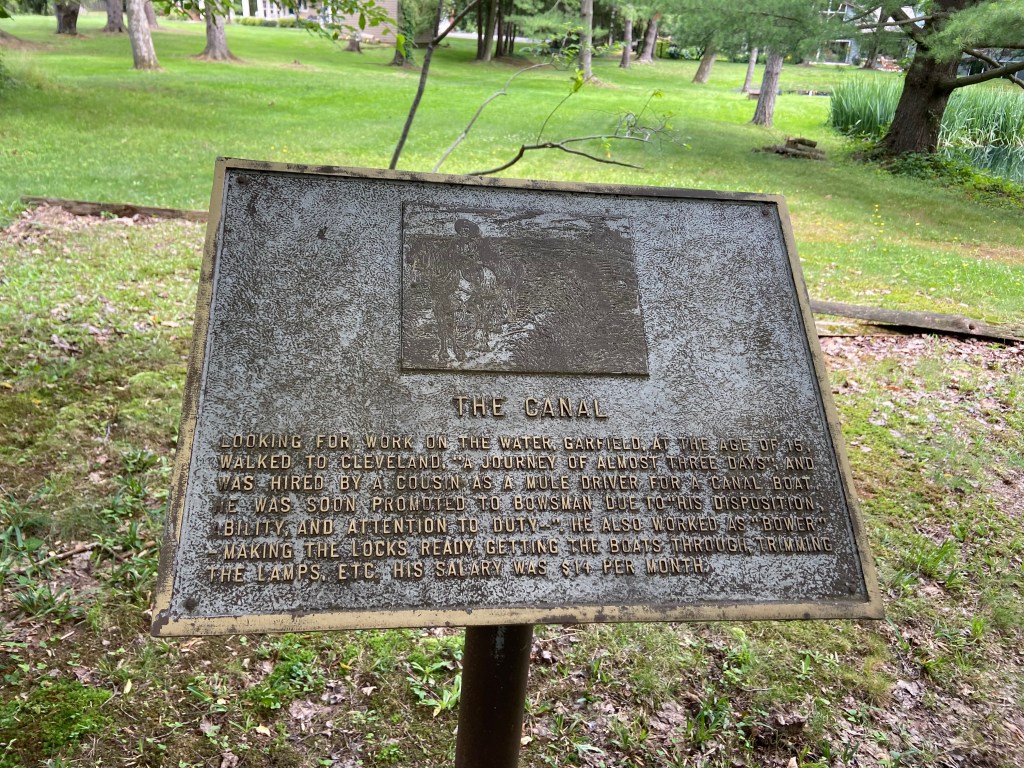 THE CANAL
LOOKING FOR WORK ON THE WATER, GARFIELD, AT THE AGE OF 15,
WALKED TO CLEVELAND, "A JOURNEY OF ALMOST THREE DAYS", AND
WAS HIRED BY A COUSIN AS A MULE DRIVER FOR A CANAL BOAT.
HE WAS SOON PROMOTED TO BOWSMAN DUE TO "HIS DISPOSITION,
ABILITY, AND ATTENTION TO DUTY—". HE ALSO WORKED AS "BOWER"
— MAKING THE LOCKS READY, GETTING THE BOATS THROUGH, TRIMMING
THE LAMPS, ETC. HIS SALARY WAS $14 PER MONTH.